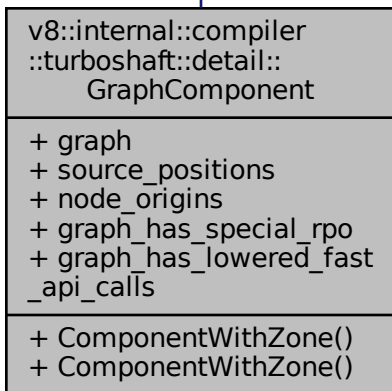 v8::internal::compiler
::turboshaft::detail::
GraphComponent
+ graph
+ source_positions
+ node_origins
+ graph_has_special_rpo
+ graph_has_lowered_fast
_api_calls
+ ComponentWithZone()
+ ComponentWithZone()